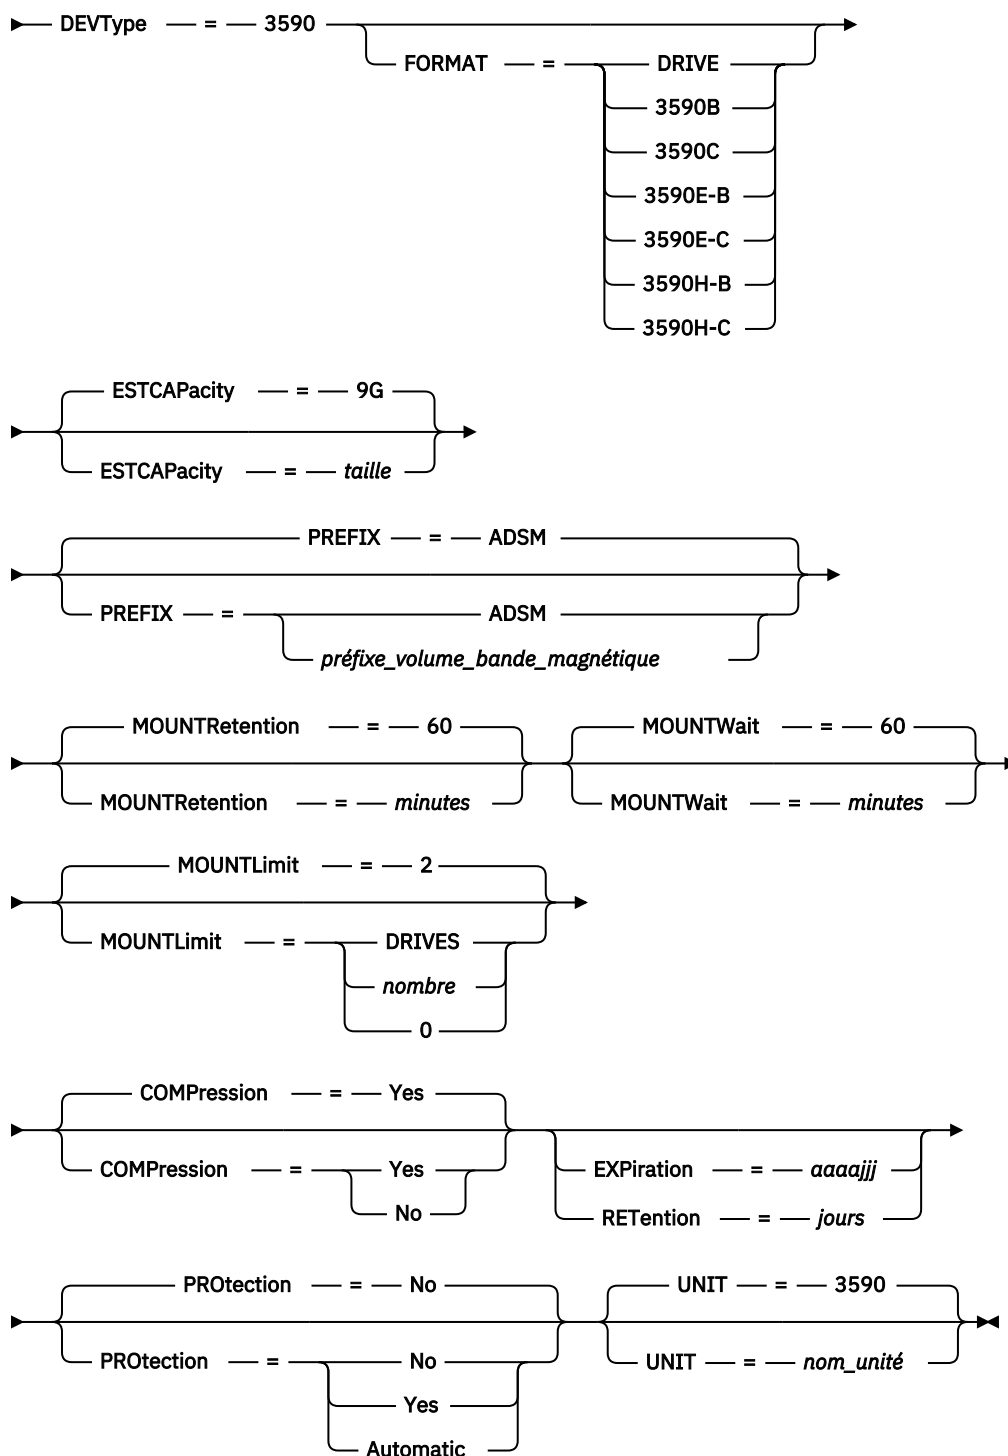 DEVType = 3590
FORMAT = DRIVE
3590B
3590C
3590E-B
3590E-C
3590H-B
3590H-C
ESTCAPacity = 9G
ESTCAPacity = taille
PREFIX = ADSM
PREFIX = ADSM
préfixe_volume_bande_magnétique
MOUNTRetention = 60 MOUNTWait = 60
MOUNTRetention = minutes MOUNTWait = minutes
MOUNTLimit = 2
MOUNTLimit = DRIVES
nombre
0
COMPression = Yes
COMPression = Yes EXPiration = aaaajjj
No RETention = jours
PROtection = No UNIT = 3590
PROtection = No UNIT = nom_unité
Yes
Automatic